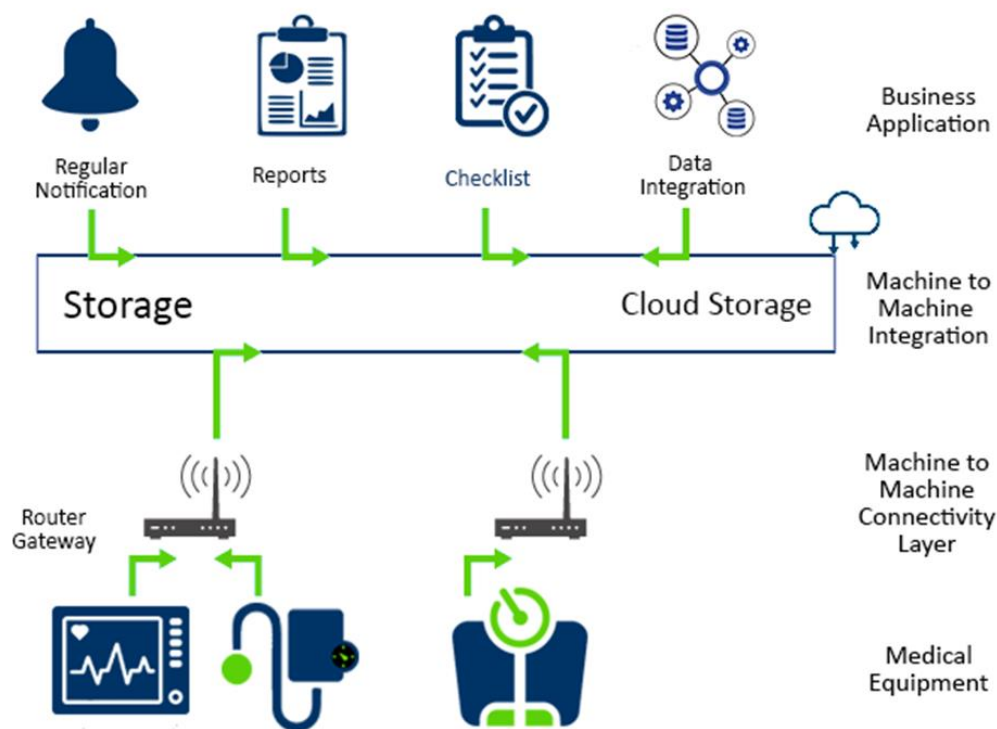 Business
Application
Regular
Notification
Reports
Checklist
Data
Integration
Storage
Cloud Storage
Machine to
Machine
Integration
Router
Gateway
Machine to
Machine
Connectivity
Layer
Medical
Equipment